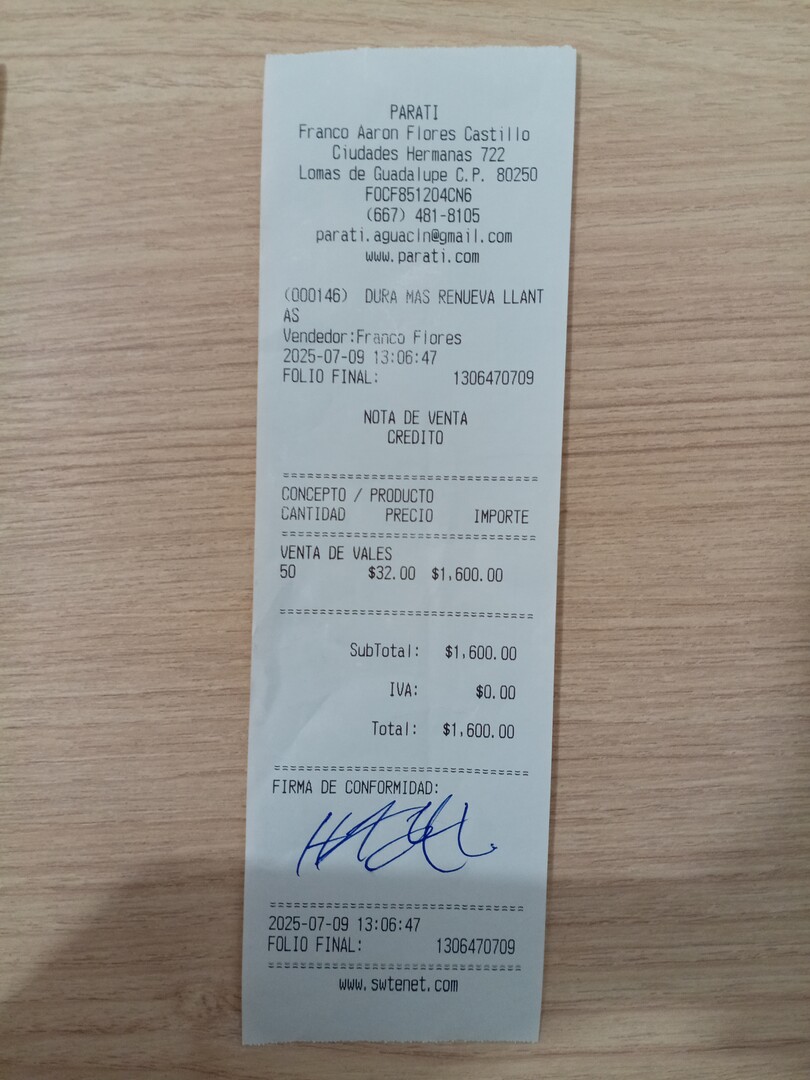 PARATI
Franco Aaron Flores Castillo
Ciudades Hermanas 722
Lomas de Guadalupe C.P. 80250
FOCF851204CN6
(667) 481-8105
parati.aguacln@gmail.com
www.parati.com
(000146) DURA MAS RENUEVA LLANT
AS
Vendedor:Franco Flores
2025-07-09 13:06:47
FOLIO FINAL: 1306470709
NOTA DE VENTA
CREDITO
==================================
CONCEPTO / PRODUCTO
CANTIDAD PRECIO IMPORTE
==================================
VENTA DE VALES
50 $32.00 $1,600.00
==================================
SubTotal: $1,600.00
IVA: $0.00
Total: $1,600.00
==================================
FIRMA DE CONFORMIDAD:
==================================
2025-07-09 13:06:47
FOLIO FINAL: 1306470709
==================================
www.swtenet.com